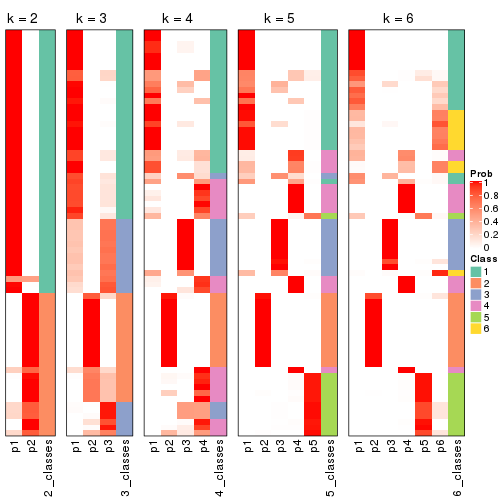 k = 2
k = 3
k = 4
k = 5
k = 6
p1
p2
2_classes
p1
p2
p3
3_classes
p1
p2
p3
p4
4_classes
p1
p2
p3
p4
p5
5_classes
p1
p2
p3
p4
p5
p6
6_classes
Prob
1
0.8
0.6
0.4
0.2
0
Class
1
2
3
4
5
6